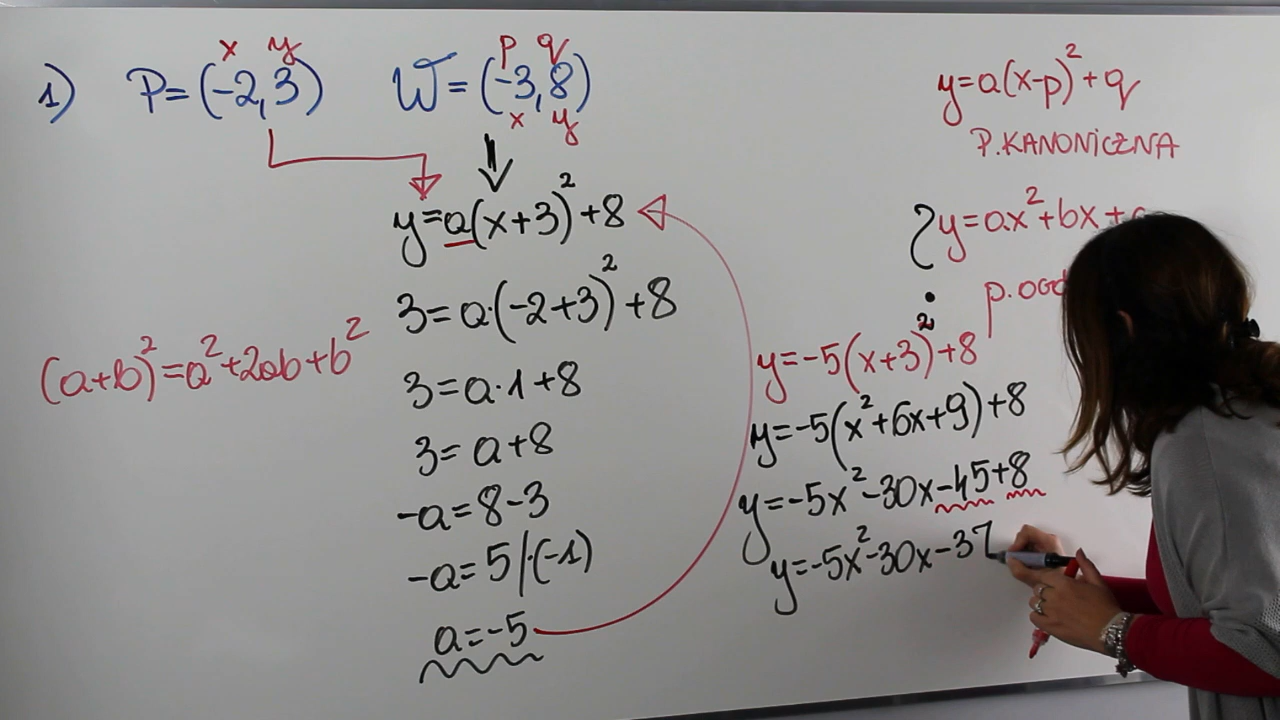 1) P=(-2,3) W=(-3,8)
x y
p q
x y
y=a(x+3)²+8
3=a·(-2+3)²+8
3=a·1+8
3=a+8
-a=8-3
-a=5/·(-1)
a=-5
(a+b)²=a²+2ab+b²
y=a(x-p)²+q
P.KANONICZNA
? y=ax²+bx+c
p.
y=-5(x+3)²+8
y=-5(x²+6x+9)+8
y=-5x²-30x-45+8
y=-5x²-30x-37